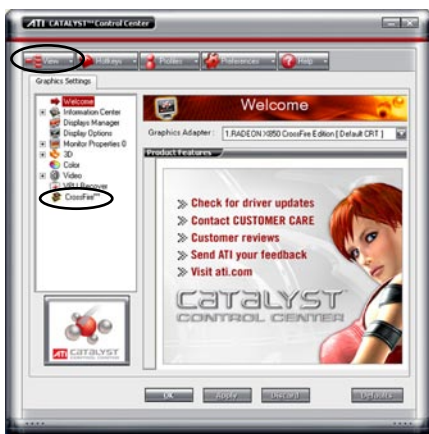 ATI CATALYST™ Control Center
View Hotkeys Profiles Preferences Help
Graphics Settings
Welcome
Information Center
Displays Manager
Display Options
Monitor Properties 0
3D
Color
Video
VPU Recover
CrossFire™
Welcome
Graphics Adapter: 1.RADEON X850 CrossFire Edition [ Default CRT ]
Product Features
Check for driver updates
Contact CUSTOMER CARE
Customer reviews
Send ATI your feedback
Visit ati.com
CATALYST
CONTROL CENTER
ATI CATALYST
CONTROL CENTER
OK Apply Discard Defaults